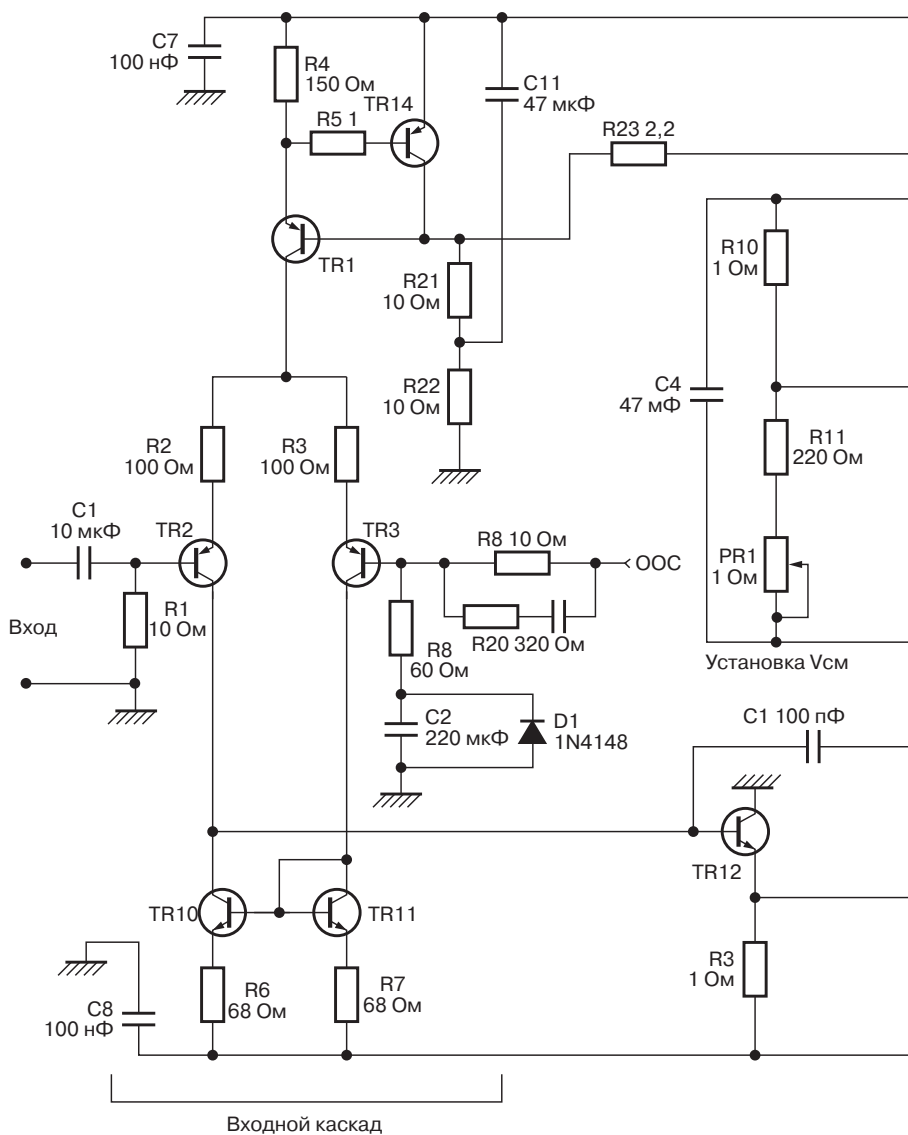 C7
100 нФ
R4
150 Ом
TR14
R5 1
C11
47 мкФ
R23 2,2
TR1
R21
10 Ом
R10
1 Ом
R22
10 Ом
C4
47 мФ
R11
220 Ом
R2
100 Ом
R3
100 Ом
C1
10 мкФ
TR2
TR3
R8 10 Ом
ООС
PR1
1 Ом
R1
10 Ом
Вход
R20 320 Ом
R8
60 Ом
Установка Vсм
C2
220 мкФ
D1
1N4148
C1 100 пФ
TR12
TR10
TR11
R3
1 Ом
R6
68 Ом
R7
68 Ом
C8
100 нФ
Входной каскад